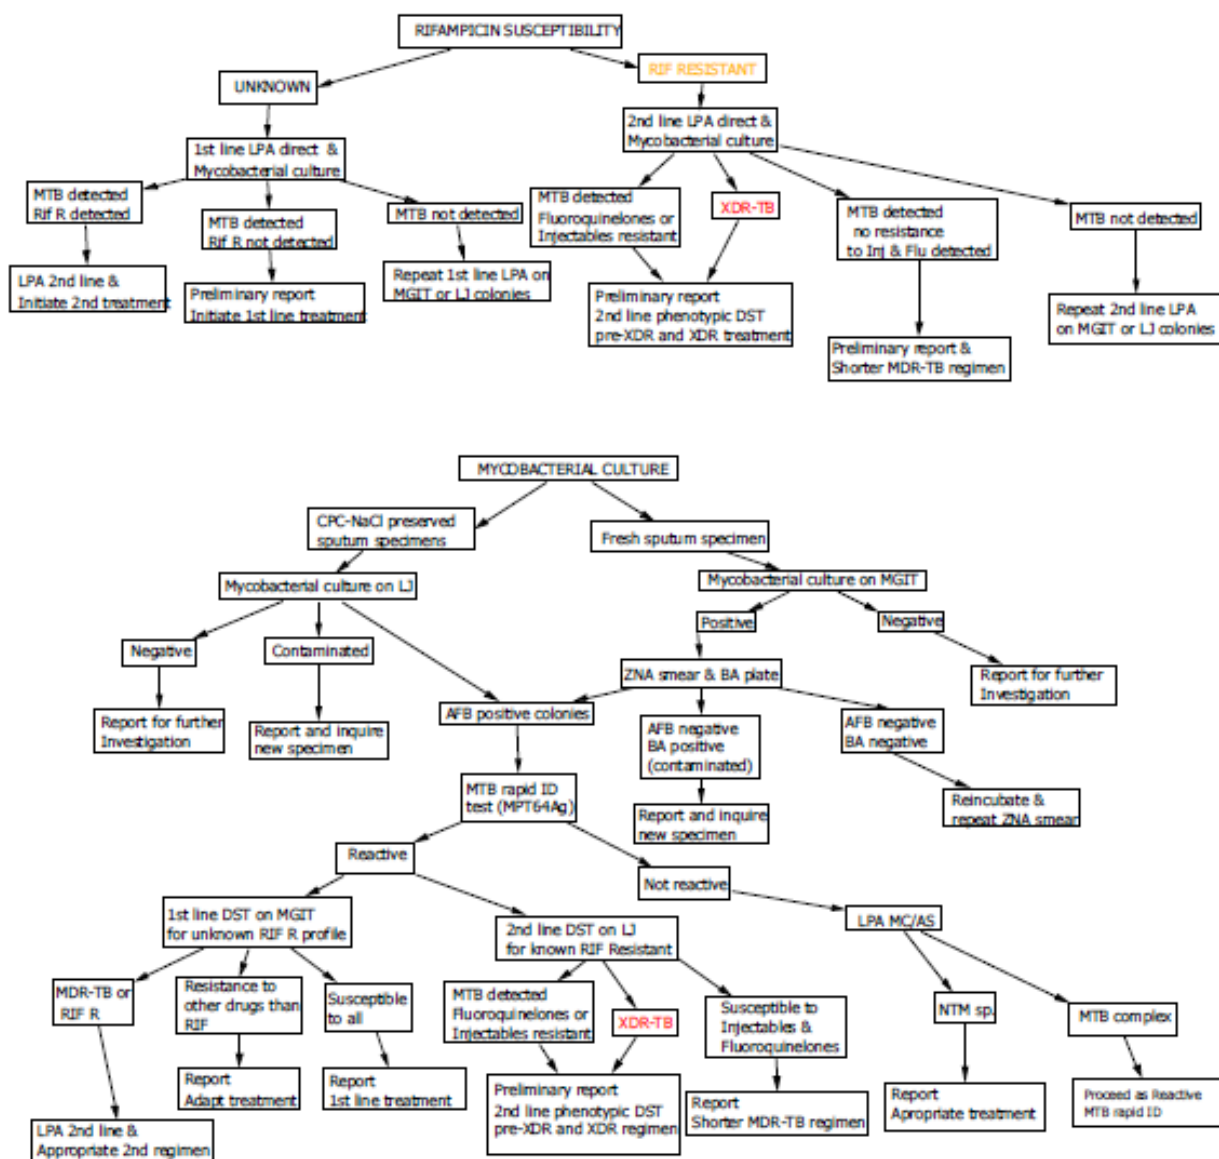 RIFAMPICIN SUSCEPTIBILITY
UNKNOWN
RIF RESISTANT
1st line LPA direct &
Mycobacterial culture
2nd line LPA direct &
Mycobacterial culture
MTB detected
Rif R detected
MTB detected
Rif R not detected
MTB not detected
MTB detected
Fluoroquinelones or
Injectables resistant
XDR-TB
MTB detected
no resistance
to Inj & Flu detected
MTB not detected
LPA 2nd line &
Initiate 2nd treatment
Preliminary report
Initiate 1st line treatment
Repeat 1st line LPA on
MGIT or LJ colonies
Preliminary report
2nd line phenotypic DST
pre-XDR and XDR treatment
Preliminary report &
Shorter MDR-TB regimen
Repeat 2nd line LPA
on MGIT or LJ colonies
MYCOBACTERIAL CULTURE
CPC-NaCl preserved
sputum specimens
Fresh sputum specimen
Mycobacterial culture on LJ
Mycobacterial culture on MGIT
Negative
Contaminated
Positive
Negative
Report for further
Investigation
Report and inquire
new specimen
AFB positive colonies
ZNA smear & BA plate
Report for further
Investigation
AFB negative
BA positive
(contaminated)
AFB negative
BA negative
MTB rapid ID
test (MPT64Ag)
Report and inquire
new specimen
Reincubate &
repeat ZNA smear
Reactive
Not reactive
1st line DST on MGIT
for unknown RIF R profile
2nd line DST on LJ
for known RIF Resistant
LPA MC/AS
MDR-TB or
RIF R
Resistance to
other drugs than
RIF
Susceptible
to all
MTB detected
Fluoroquinelones or
Injectables resistant
XDR-TB
Susceptible to
Injectables &
Fluoroquinelones
NTM sp.
MTB complex
LPA 2nd line &
Appropriate 2nd regimen
Report
Adapt treatment
Report
1st line treatment
Preliminary report
2nd line phenotypic DST
pre-XDR and XDR regimen
Report
Shorter MDR-TB regimen
Report
Apropriate treatment
Proceed as Reactive
MTB rapid ID